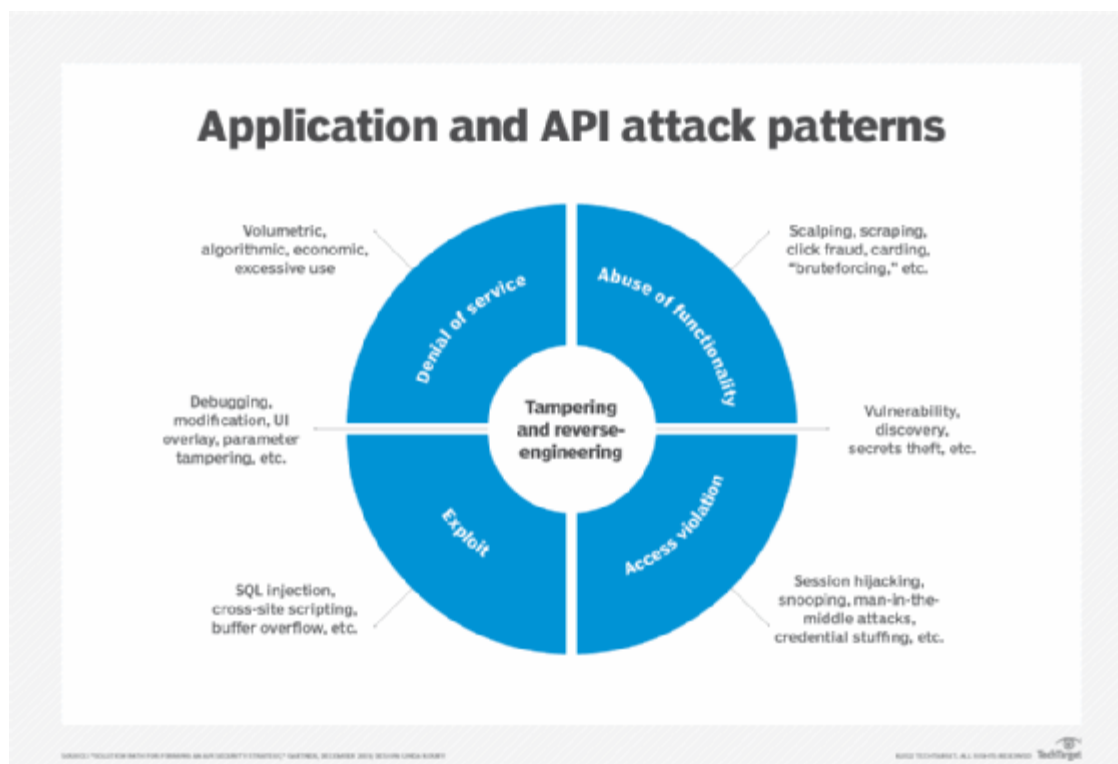 Application and API attack patterns
Volumetric,
algorithmic, economic,
excessive use
Scalping, scraping,
click fraud, carding,
“bruteforcing,” etc.
Denial of service
Abuse of functionality
Debugging,
modification, UI
overlay, parameter
tampering, etc.
Tampering
and reverse-
engineering
Vulnerability,
discovery,
secrets theft, etc.
Exploit
Access violation
SQL injection,
cross-site scripting,
buffer overflow, etc.
Session hijacking,
snooping, man-in-the-
middle attacks,
credential stuffing, etc.
TechTarget